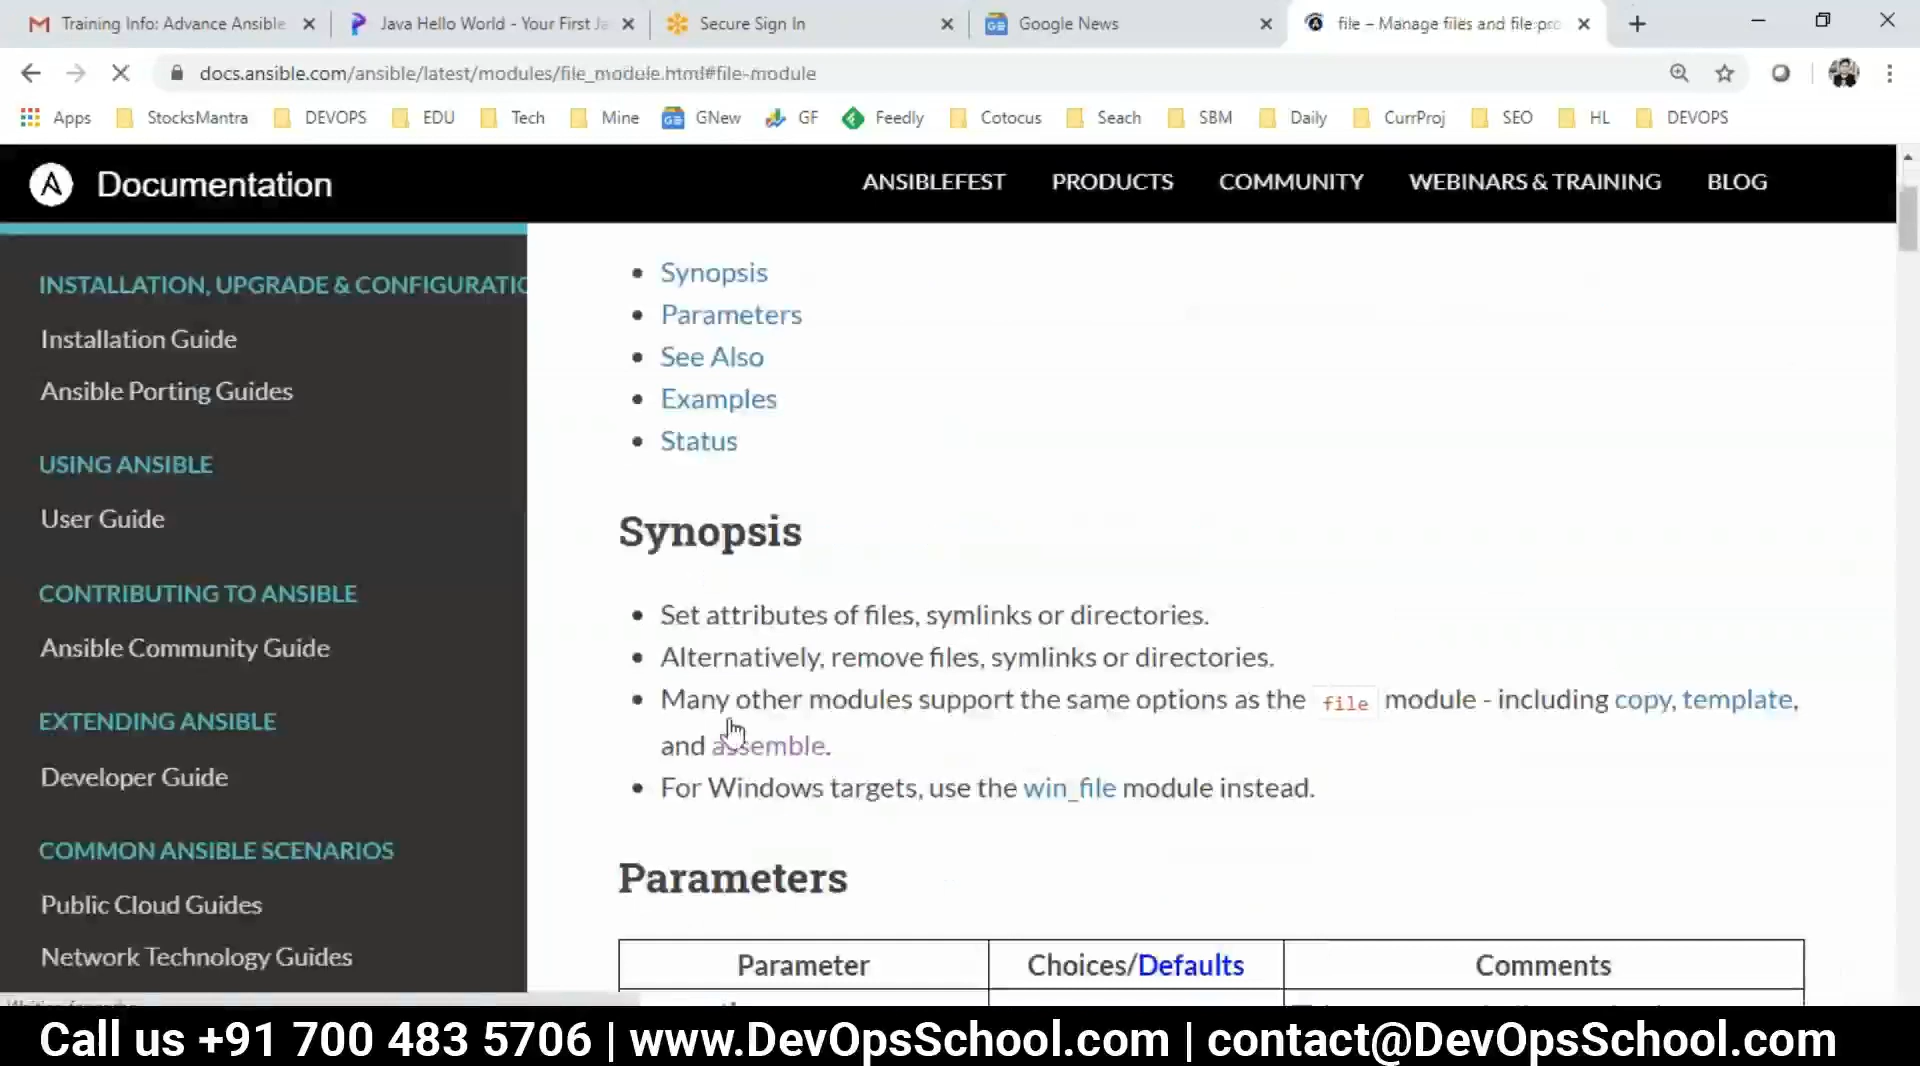 Training Info: Advance Ansible
Java Hello World - Your First Ja
Secure Sign In
Google News
file – Manage files and file pro
docs.ansible.com/ansible/latest/modules/file_module.html#file-module
Apps StocksMantra DEVOPS EDU Tech Mine GNew GF Feedly Cotocus Seach SBM Daily CurrProj SEO HL DEVOPS
Documentation
ANSIBLEFEST PRODUCTS COMMUNITY WEBINARS & TRAINING BLOG
INSTALLATION, UPGRADE & CONFIGURATIO
Installation Guide
Ansible Porting Guides
USING ANSIBLE
User Guide
CONTRIBUTING TO ANSIBLE
Ansible Community Guide
EXTENDING ANSIBLE
Developer Guide
COMMON ANSIBLE SCENARIOS
Public Cloud Guides
Network Technology Guides
Synopsis
Parameters
See Also
Examples
Status
Synopsis
Set attributes of files, symlinks or directories.
Alternatively, remove files, symlinks or directories.
Many other modules support the same options as the file module - including copy, template,
and assemble.
For Windows targets, use the win_file module instead.
Parameters
Parameter Choices/Defaults Comments
Call us +91 700 483 5706 | www.DevOpsSchool.com | contact@DevOpsSchool.com